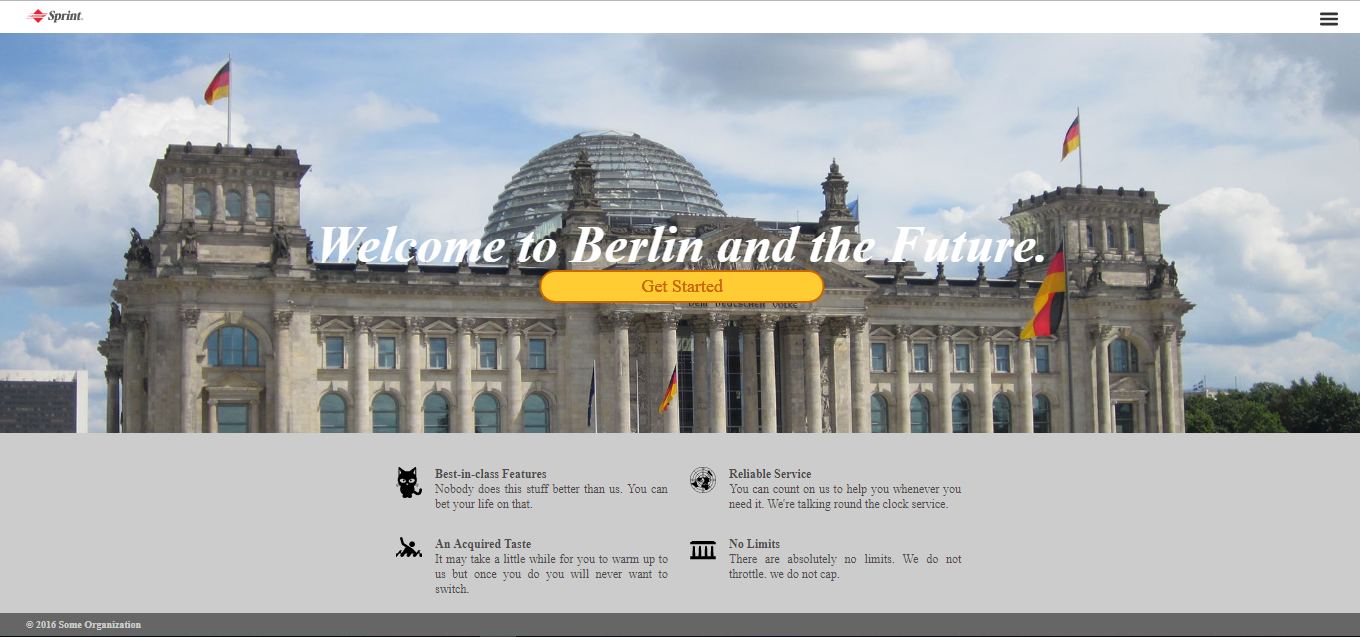 Sprint.
Welcome to Berlin and the Future.
Get Started
DEM DEUTSCHEN VOLKE
Best-in-class Features
Nobody does this stuff better than us. You can
bet your life on that.
Reliable Service
You can count on us to help you whenever you
need it. We're talking round the clock service.
An Acquired Taste
It may take a little while for you to warm up to
us but once you do you will never want to
switch.
No Limits
There are absolutely no limits. We do not
throttle. we do not cap.
© 2016 Some Organization